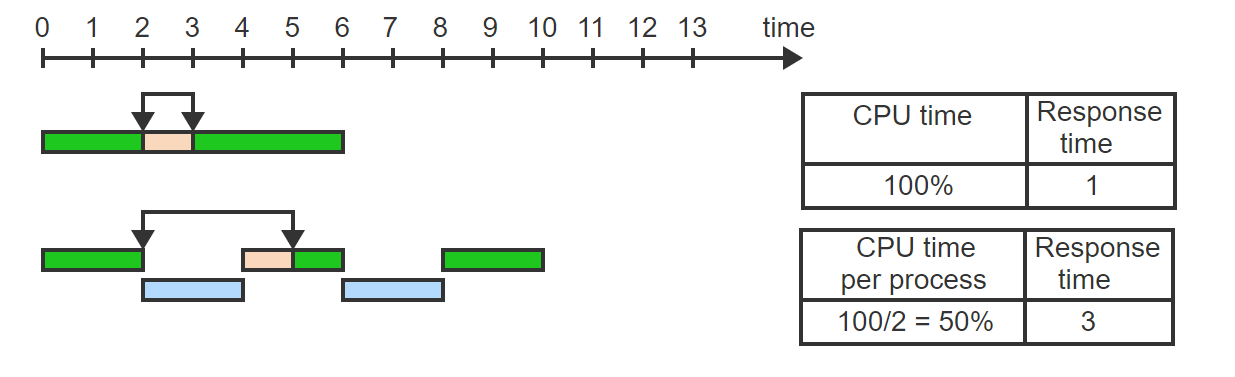 0 1 2 3 4 5 6 7 8 9 10 11 12 13 time
CPU time
Response
time
100%
1
CPU time
per process
Response
time
100/2 = 50%
3